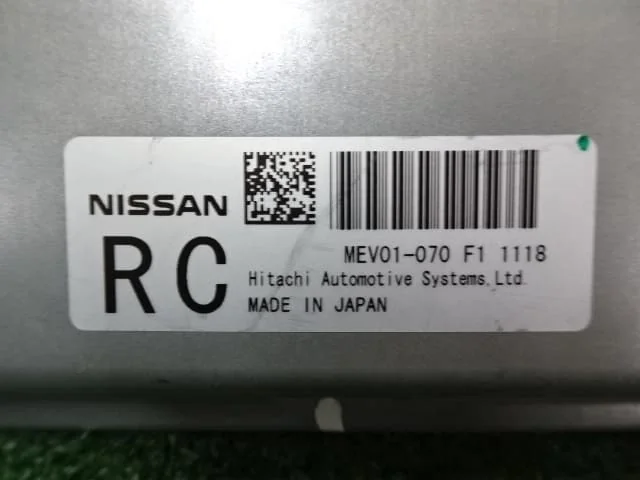 NISSAN
RC
MEV01-070 F1 1118
Hitachi Automotive Systems,Ltd.
MADE IN JAPAN